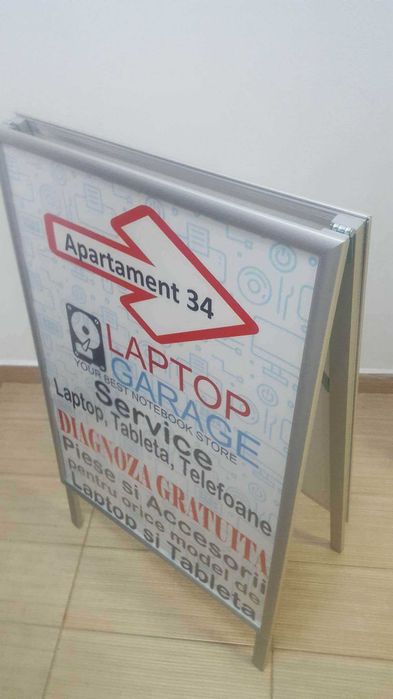 Apartament 34
LAPTOP
GARAGE
YOUR BEST NOTEBOOK STORE
Service
Laptop, Tableta, Telefoane
DIAGNOZA GRATUITA
Piese si Accesorii
pentru orice model de
Laptop si Tableta